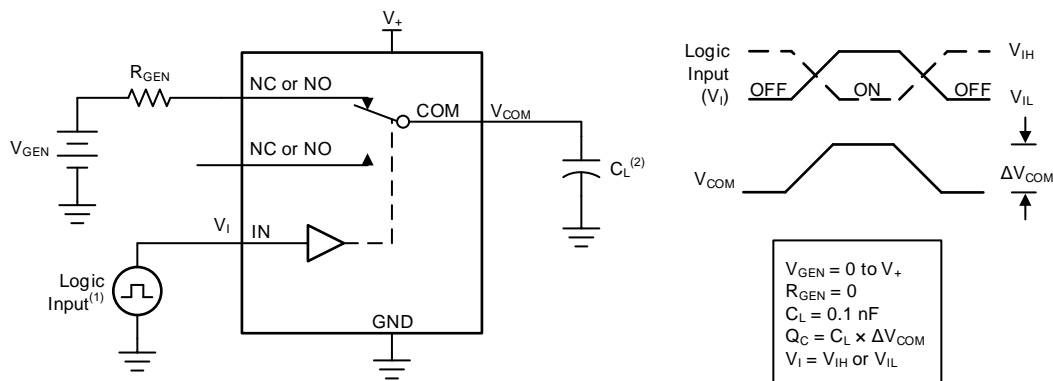 V+
RGEN
NC or NO
COM
VCOM
VGEN
NC or NO
CL(2)
VI
IN
Logic
Input(1)
GND
Logic
Input
(VI)
VIH
OFF
ON
OFF
VIL
VCOM
ΔVCOM
VGEN = 0 to V+
RGEN = 0
CL = 0.1 nF
QC = CL × ΔVCOM
VI = VIH or VIL